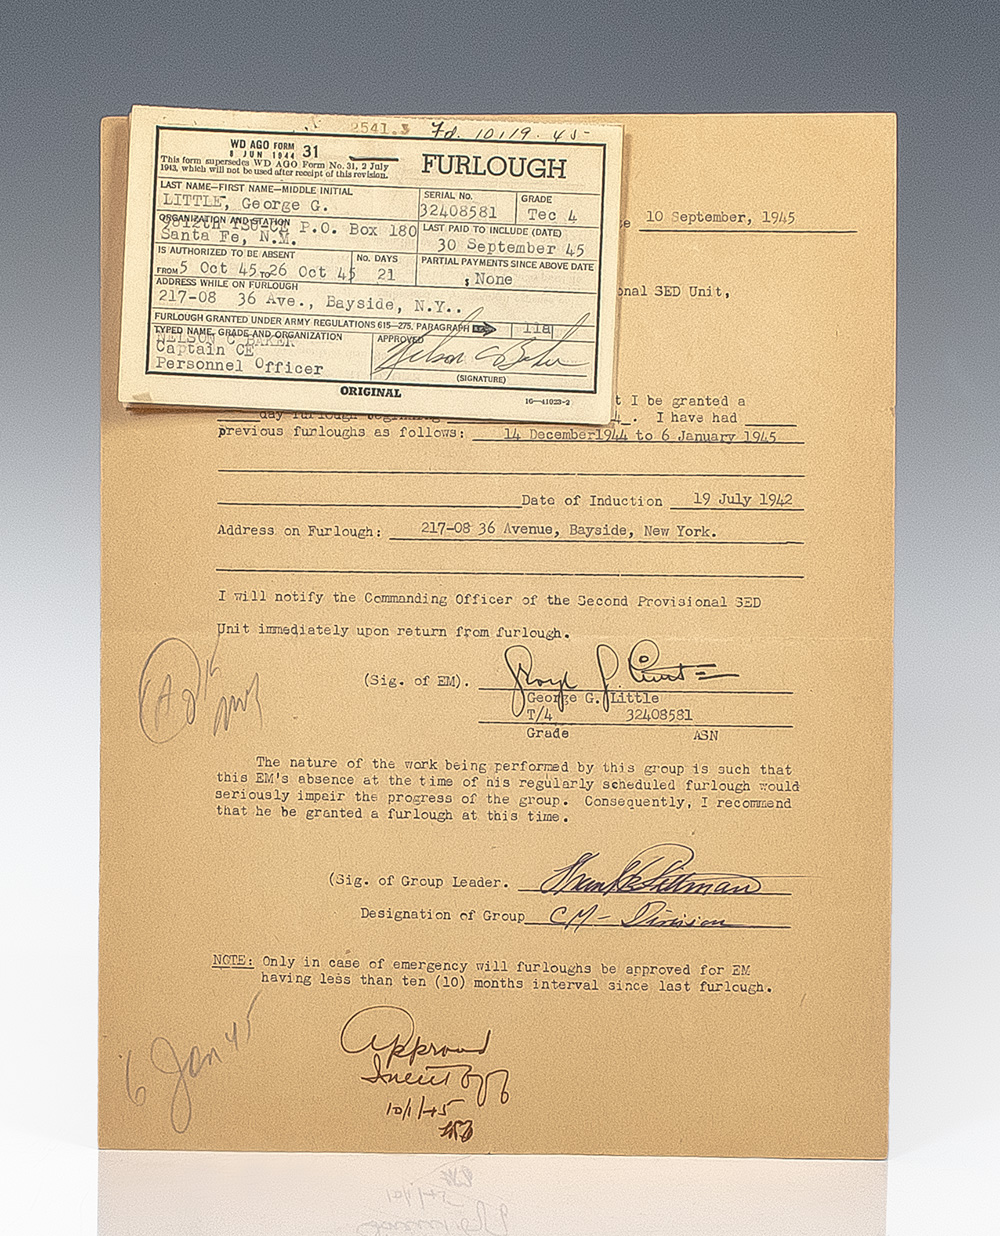 2541.3 Fd. 10/19.45
WD AGO FORM 31
8 JUN 1944
This form supersedes WD AGO Form No. 31, 2 July
1943, which will not be used after receipt of this revision.
FURLOUGH
LAST NAME—FIRST NAME—MIDDLE INITIAL
LITTLE, George G.
SERIAL NO.
32408581
GRADE
Tec 4
ORGANIZATION AND STATION
P.O. Box 180
Santa Fe, N.M.
LAST PAID TO INCLUDE (DATE)
30 September 45
IS AUTHORIZED TO BE ABSENT
FROM 5 Oct 45 TO 26 Oct 45
No. DAYS
21
PARTIAL PAYMENTS SINCE ABOVE DATE
None
ADDRESS WHILE ON FURLOUGH
217-08 36 Ave., Bayside, N.Y..
FURLOUGH GRANTED UNDER ARMY REGULATIONS 615—275, PARAGRAPH 11a
TYPED NAME, GRADE AND ORGANIZATION
NELSON C BAKER
Captain CE
Personnel Officer
APPROVED
Nelson C Baker
(SIGNATURE)
ORIGINAL
16—41023-2
10 September, 1945
onal SED Unit,
t I be granted a
day furlough beginning . I have had
previous furloughs as follows: 14 December1944 to 6 January 1945
Date of Induction 19 July 1942
Address on Furlough: 217-08 36 Avenue, Bayside, New York.
I will notify the Commanding Officer of the Second Provisional SED
Unit immediately upon return from furlough.
(Sig. of EM).
George G. Little
T/4 32408581
Grade ASN
The nature of the work being performed by this group is such that
this EM's absence at the time of his regularly scheduled furlough would
seriously impair the progress of the group. Consequently, I recommend
that he be granted a furlough at this time.
(Sig. of Group Leader.
Designation of Group CM - Division
NOTE: Only in case of emergency will furloughs be approved for EM
having less than ten (10) months interval since last furlough.
6 Jan 45
Approved
10/1/45